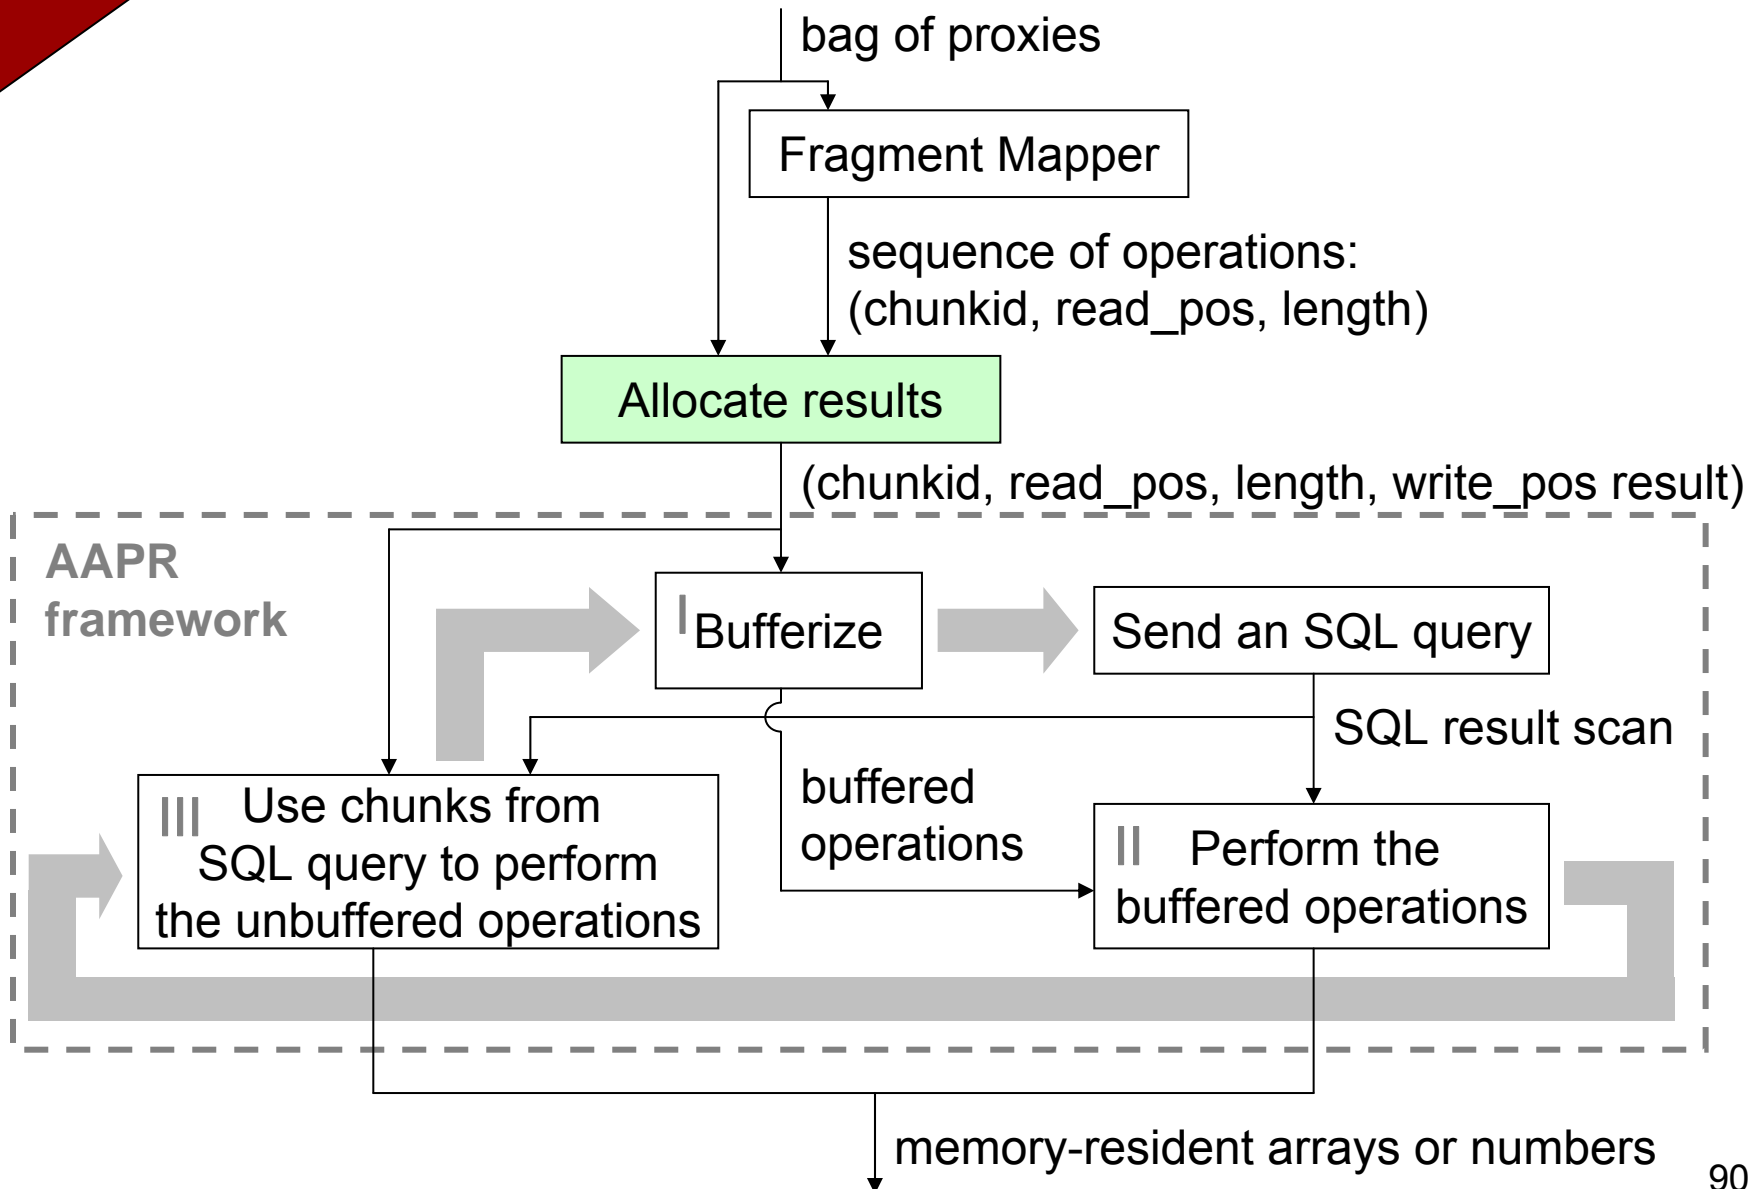 bag of proxies
Fragment Mapper
sequence of operations:
(chunkid, read_pos, length)
Allocate results
(chunkid, read_pos, length, write_pos result)
AAPR
framework
I Bufferize
Send an SQL query
SQL result scan
buffered
operations
III Use chunks from
SQL query to perform
the unbuffered operations
II Perform the
buffered operations
memory-resident arrays or numbers
90